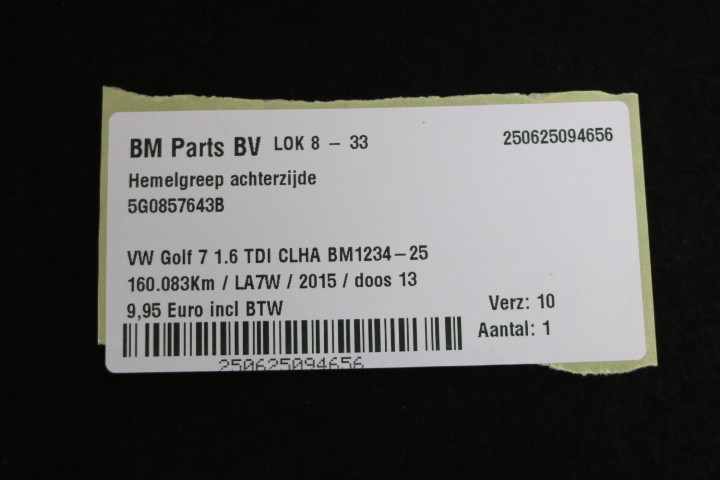 BM Parts BV LOK 8 - 33 250625094656
Hemelgreep achterzijde
5G0857643B
VW Golf 7 1.6 TDI CLHA BM1234-25
160.083Km / LA7W / 2015 / doos 13
9,95 Euro incl BTW Verz: 10
Aantal: 1
250625094656